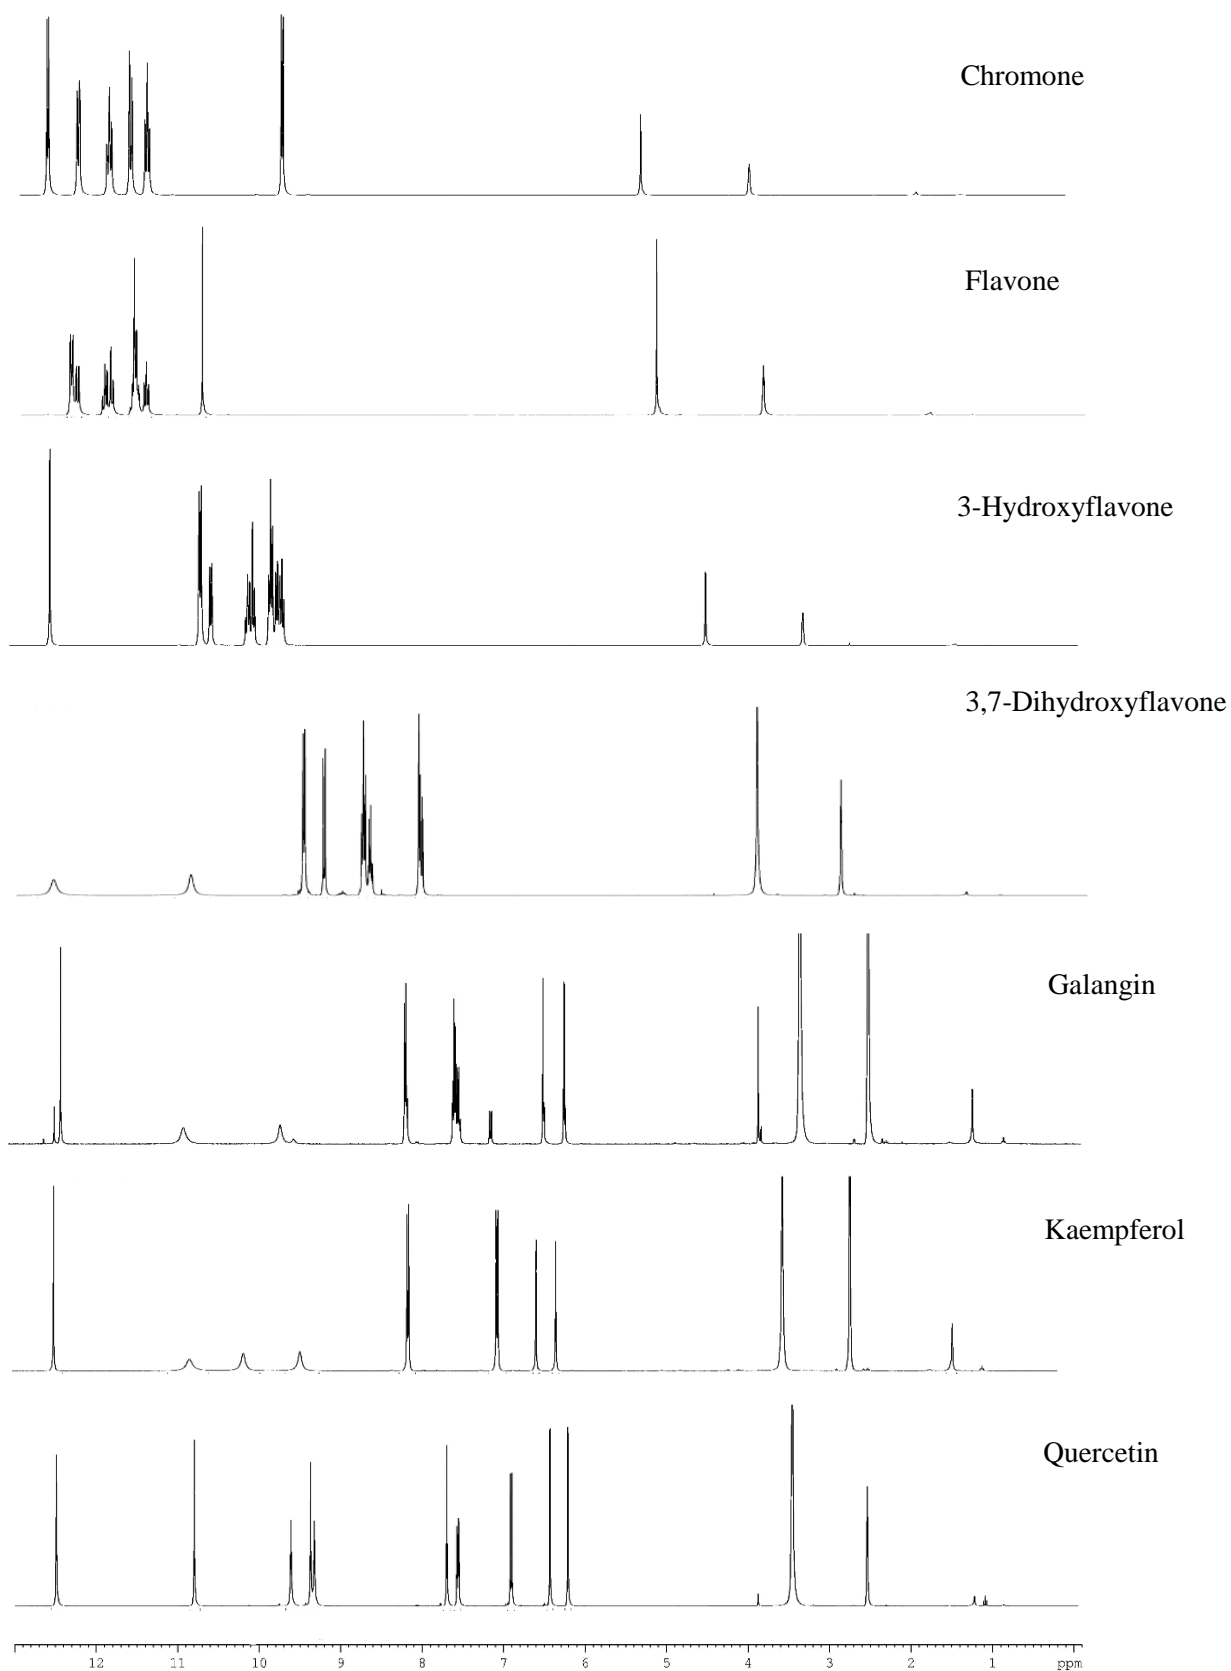 Chromone
Flavone
3-Hydroxyflavone
3,7-Dihydroxyflavone
Galangin
Kaempferol
Quercetin
12 11 10 9 8 7 6 5 4 3 2 1 ppm